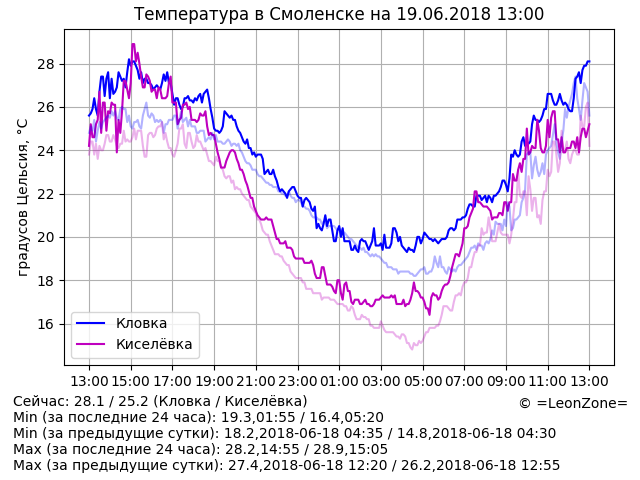 Температура в Смоленске на 19.06.2018 13:00
градусов Цельсия, °C
28
26
24
22
20
18
16
Кловка
Киселёвка
13:00 15:00 17:00 19:00 21:00 23:00 01:00 03:00 05:00 07:00 09:00 11:00 13:00
Сейчас: 28.1 / 25.2 (Кловка / Киселёвка)
© =LeonZone=
Min (за последние 24 часа): 19.3,01:55 / 16.4,05:20
Min (за предыдущие сутки): 18.2,2018-06-18 04:35 / 14.8,2018-06-18 04:30
Max (за последние 24 часа): 28.2,14:55 / 28.9,15:05
Max (за предыдущие сутки): 27.4,2018-06-18 12:20 / 26.2,2018-06-18 12:55